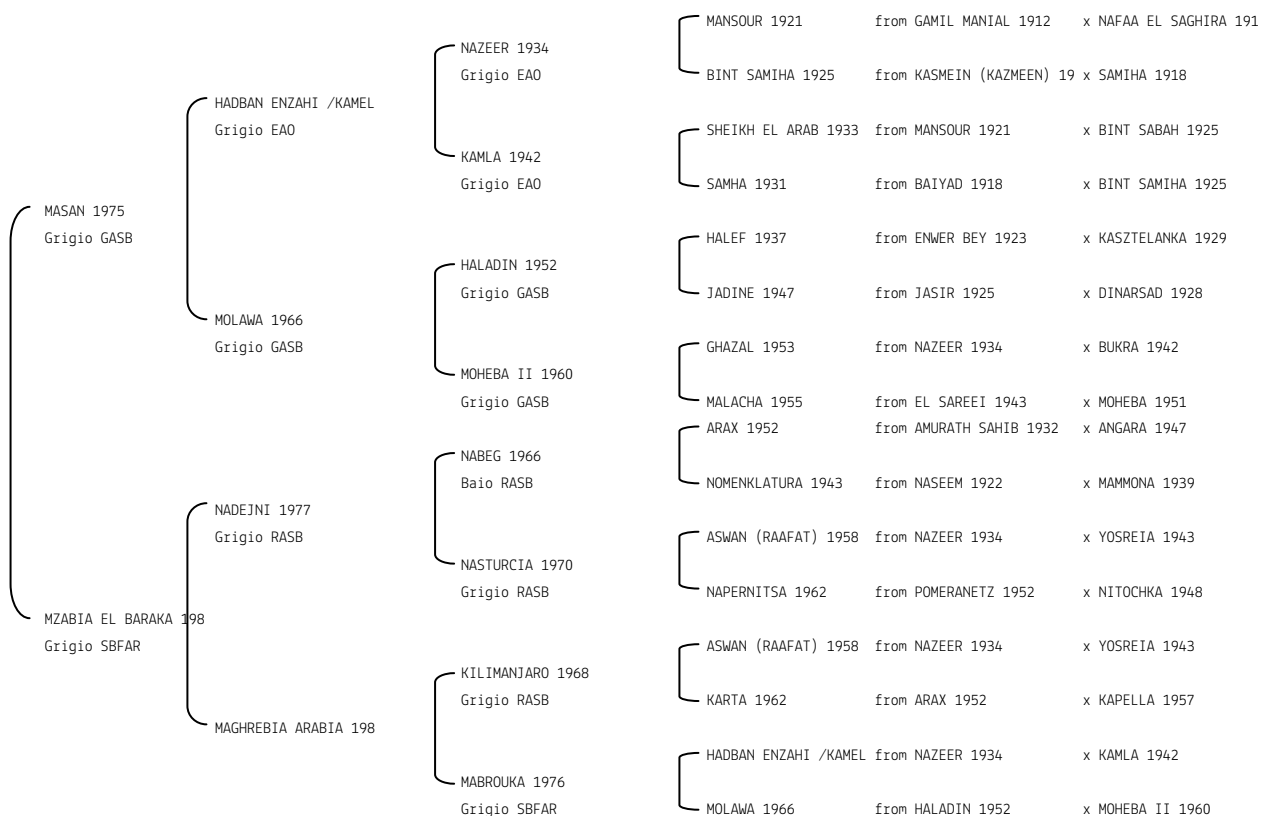 MANSOUR 1921 from GAMIL MANIAL 1912 x NAFAA EL SAGHIRA 191
NAZEER 1934
Grigio EAO BINT SAMIHA 1925 from KASMEIN (KAZMEEN) 19 x SAMIHA 1918
HADBAN ENZAHI /KAMEL
Grigio EAO SHEIKH EL ARAB 1933 from MANSOUR 1921 x BINT SABAH 1925
KAMLA 1942
Grigio EAO SAMHA 1931 from BAIYAD 1918 x BINT SAMIHA 1925
MASAN 1975
Grigio GASB HALEF 1937 from ENWER BEY 1923 x KASZTELANKA 1929
HALADIN 1952
Grigio GASB JADINE 1947 from JASIR 1925 x DINARSAD 1928
MOLAWA 1966
Grigio GASB GHAZAL 1953 from NAZEER 1934 x BUKRA 1942
MOHEBA II 1960
Grigio GASB MALACHA 1955 from EL SAREEI 1943 x MOHEBA 1951
ARAX 1952 from AMURATH SAHIB 1932 x ANGARA 1947
NABEG 1966
Baio RASB NOMENKLATURA 1943 from NASEEM 1922 x MAMMONA 1939
NADEJNI 1977
Grigio RASB ASWAN (RAAFAT) 1958 from NAZEER 1934 x YOSREIA 1943
NASTURCIA 1970
Grigio RASB NAPERNITSA 1962 from POMERANETZ 1952 x NITOCHKA 1948
MZABIA EL BARAKA 198
Grigio SBFAR ASWAN (RAAFAT) 1958 from NAZEER 1934 x YOSREIA 1943
KILIMANJARO 1968
Grigio RASB KARTA 1962 from ARAX 1952 x KAPELLA 1957
MAGHREBIA ARABIA 198
HADBAN ENZAHI /KAMEL from NAZEER 1934 x KAMLA 1942
MABROUKA 1976
Grigio SBFAR MOLAWA 1966 from HALADIN 1952 x MOHEBA II 1960